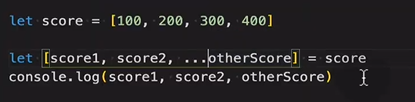 let score = [100, 200, 300, 400]
let [score1, score2, ...otherScore] = score
console.log(score1, score2, otherScore)